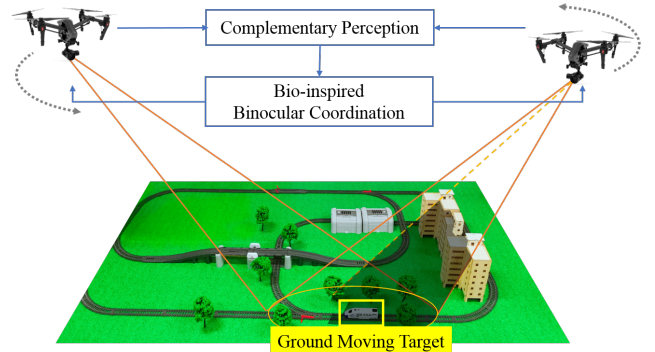 Complementary Perception
Bio-inspired
Binocular Coordination
Ground Moving Target